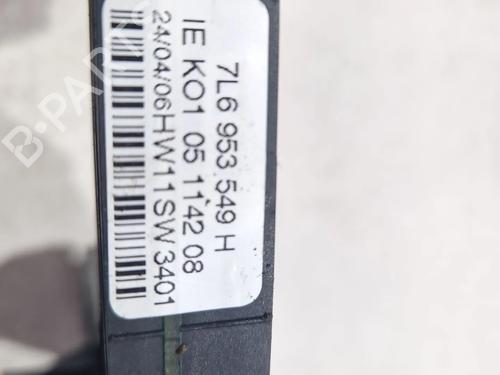 7L6 953 549 H
IE KO1 05 1142 08
24/04/06HW11SW 3401
B-PARTS